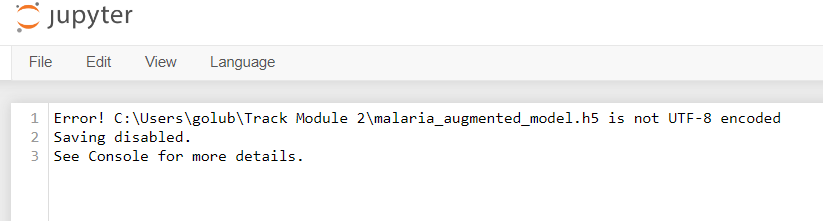 jupyter
File Edit View Language
1 Error! C:\Users\golub\Track Module 2\malaria_augmented_model.h5 is not UTF-8 encoded
2 Saving disabled.
3 See Console for more details.